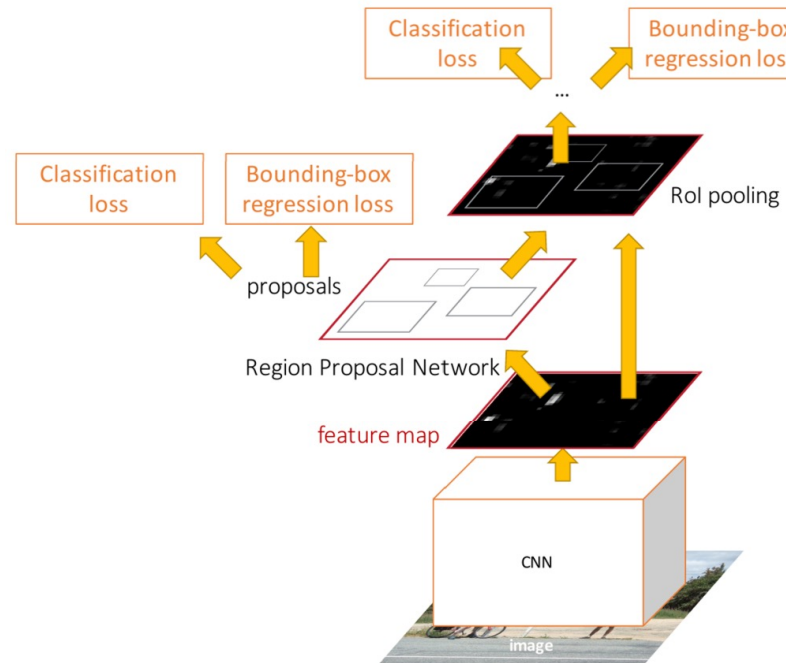 Classification
loss
Bounding-box
regression loss
...
Classification
loss
Bounding-box
regression loss
RoI pooling
proposals
Region Proposal Network
feature map
CNN
image